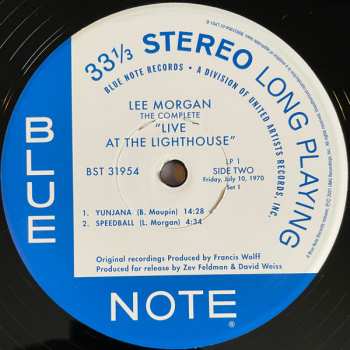 33⅓ STEREO LONG PLAYING
BLUE NOTE RECORDS • A DIVISION OF UNITED ARTISTS RECORDS, INC.
LEE MORGAN
THE COMPLETE
"LIVE
AT THE LIGHTHOUSE"
BST 31954
LP 1
SIDE TWO
Friday, July 10, 1970
Set 1
1. YUNJANA (B. Maupin) 14:28
2. SPEEDBALL (L. Morgan) 4:34
Original recordings Produced by Francis Wolff
Produced for release by Zev Feldman & David Weiss
BLUE
NOTE®